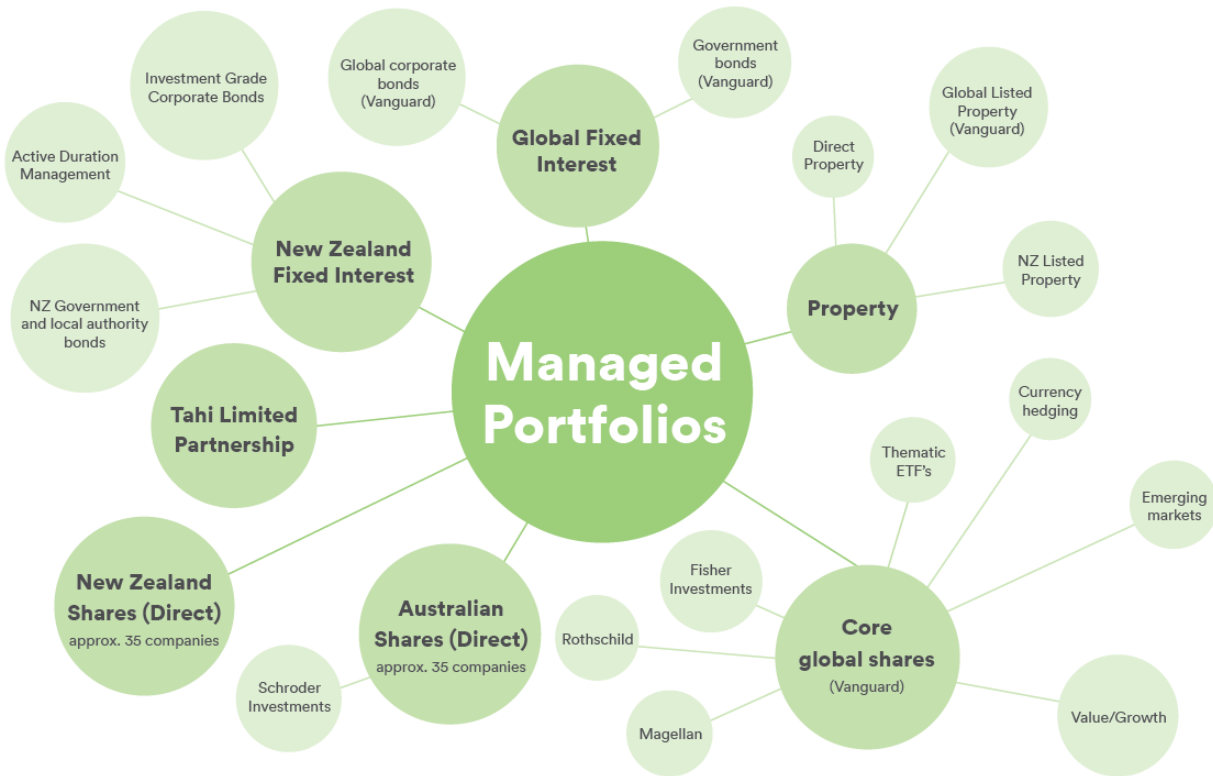 Investment Grade
Corporate Bonds
Global corporate
bonds
(Vanguard)
Government
bonds
(Vanguard)
Global Listed
Property
(Vanguard)
Active Duration
Management
Global Fixed
Interest
Direct
Property
New Zealand
Fixed Interest
NZ Listed
Property
NZ Government
and local authority
bonds
Property
Managed
Portfolios
Tahi Limited
Partnership
Currency
hedging
Thematic
ETF's
Emerging
markets
New Zealand
Shares (Direct)
approx. 35 companies
Australian
Shares (Direct)
approx. 35 companies
Fisher
Investments
Rothschild
Core
global shares
(Vanguard)
Schroder
Investments
Magellan
Value/Growth